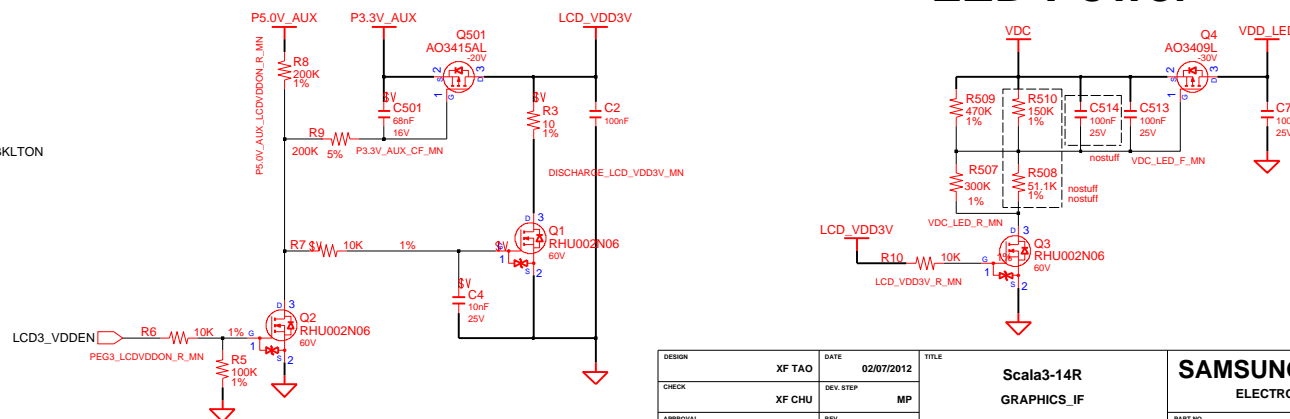 P5.0V_AUX
P3.3V_AUX
LCD_VDD3V
Q501
AO3415AL
-20V
R8
200K
1%
P5.0V_AUX_LCDVDDON_R_MN
C501
68nF
16V
R3
10
1%
C2
100nF
R9
200K
5%
P3.3V_AUX_CF_MN
DISCHARGE_LCD_VDD3V_MN
KLTON
R7
10K
1%
Q1
RHU002N06
60V
C4
10nF
25V
LCD3_VDDEN
R6
10K
1%
PEG3_LCDVDDON_R_MN
Q2
RHU002N06
60V
R5
100K
1%
VDC
Q4
AO3409L
-30V
VDD_LED
R509
470K
1%
R510
150K
1%
C514
100nF
25V
C513
100nF
25V
nostuff
VDC_LED_F_MN
R507
300K
1%
R508
51.1K
1%
nostuff
nostuff
VDC_LED_R_MN
LCD_VDD3V
R10
10K
1%
LCD_VDD3V_R_MN
Q3
RHU002N06
60V
DESIGN
XF TAO
DATE
02/07/2012
TITLE
Scala3-14R
GRAPHICS_IF
CHECK
XF CHU
DEV. STEP
MP
SAMSUNG
ELECTRO